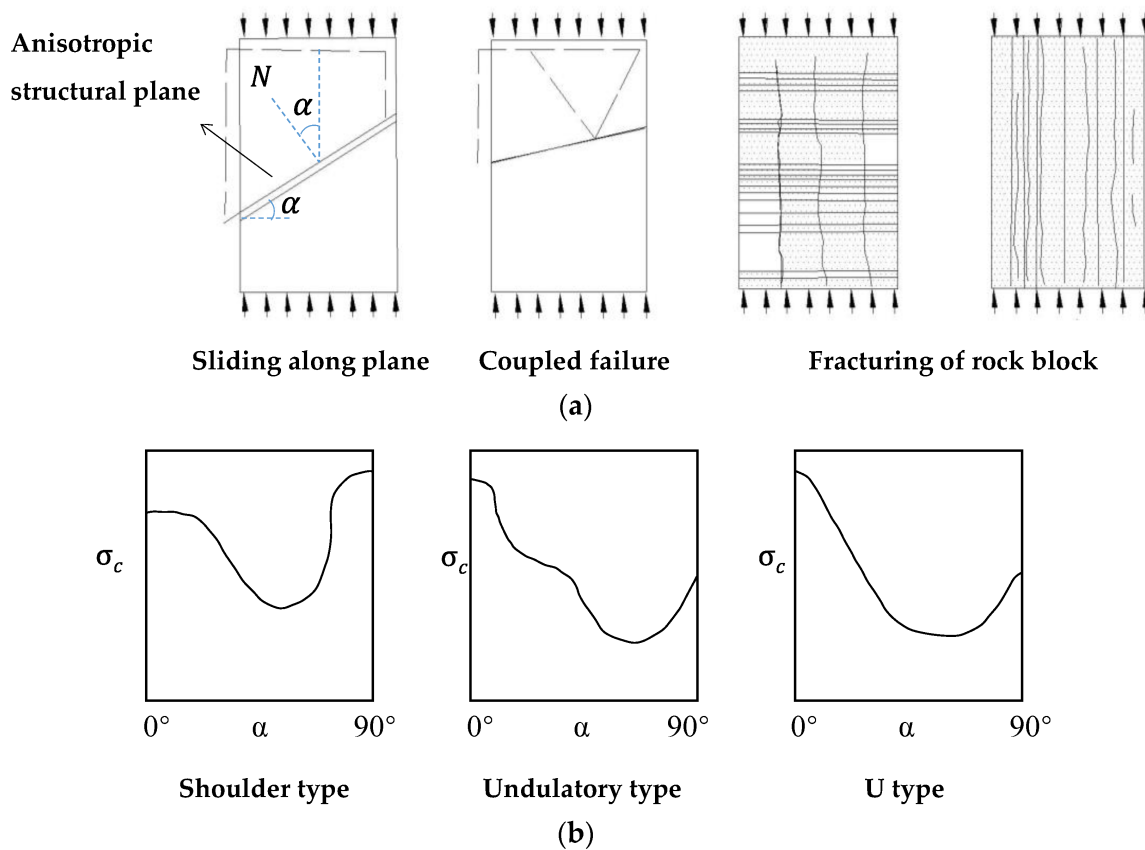 Anisotropic
structural plane
N
α
α
Sliding along plane
Coupled failure
Fracturing of rock block
(a)
σc
0°
α
90°
σc
0°
α
90°
σc
0°
α
90°
Shoulder type
Undulatory type
U type
(b)